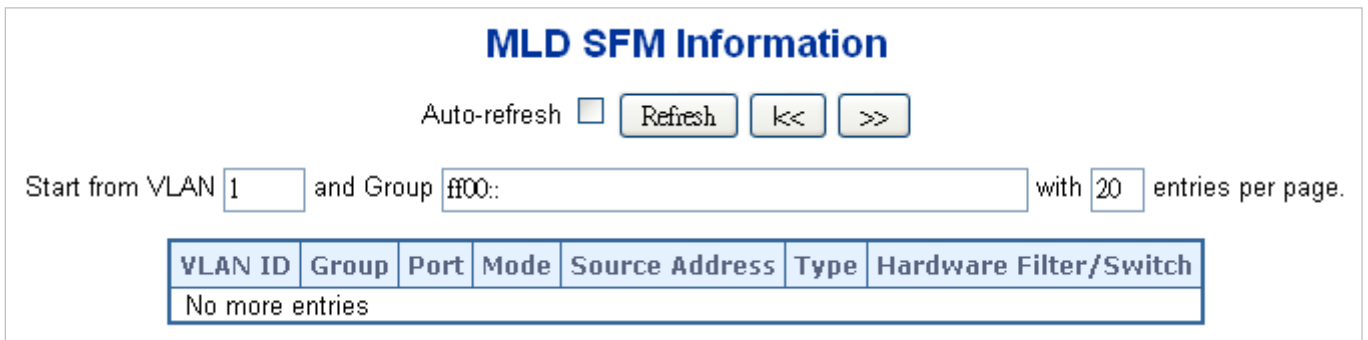 MLD SFM Information
Auto-refresh Refresh |<< >>
Start from VLAN 1 and Group ff00:: with 20 entries per page.
VLAN ID Group Port Mode Source Address Type Hardware Filter/Switch
No more entries